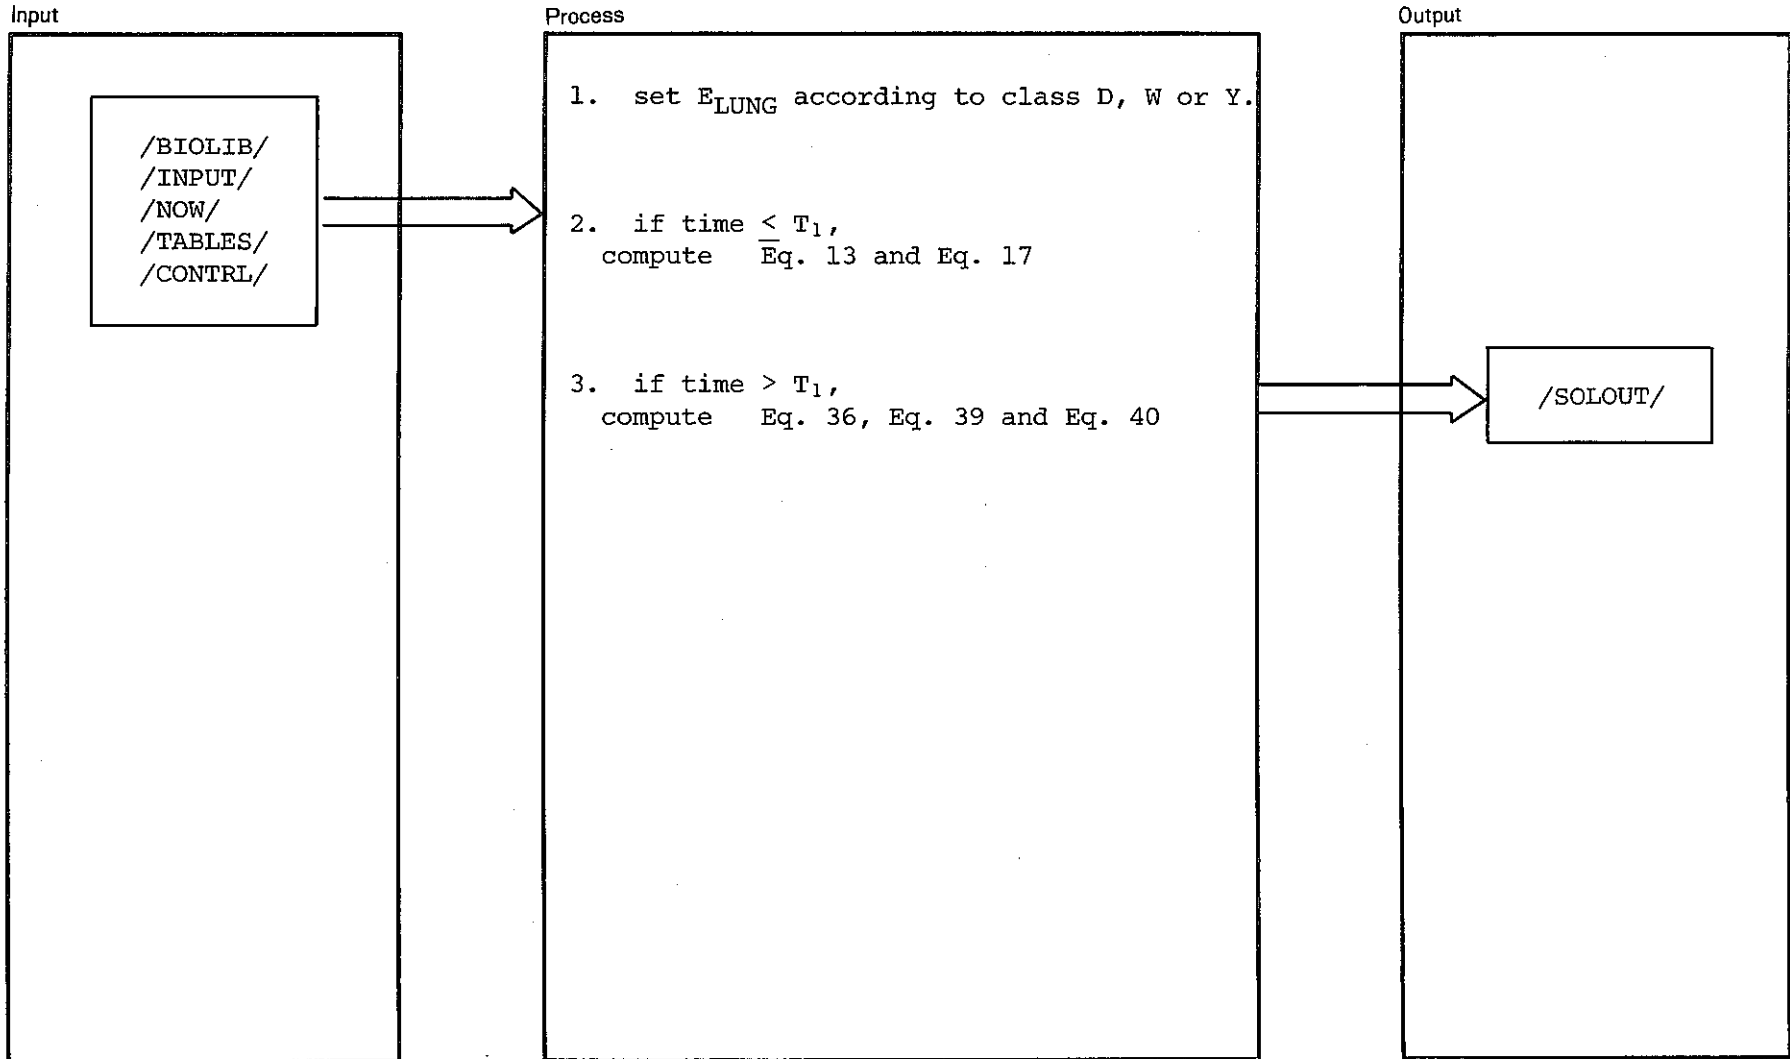 Input
Process
Output
/BIOLIB/
/INPUT/
/NOW/
/TABLES/
/CONTRL/
1. set E_LUNG according to class D, W or Y.
2. if time ≤ T₁,
compute Eq. 13 and Eq. 17
3. if time > T₁,
compute Eq. 36, Eq. 39 and Eq. 40
/SOLOUT/